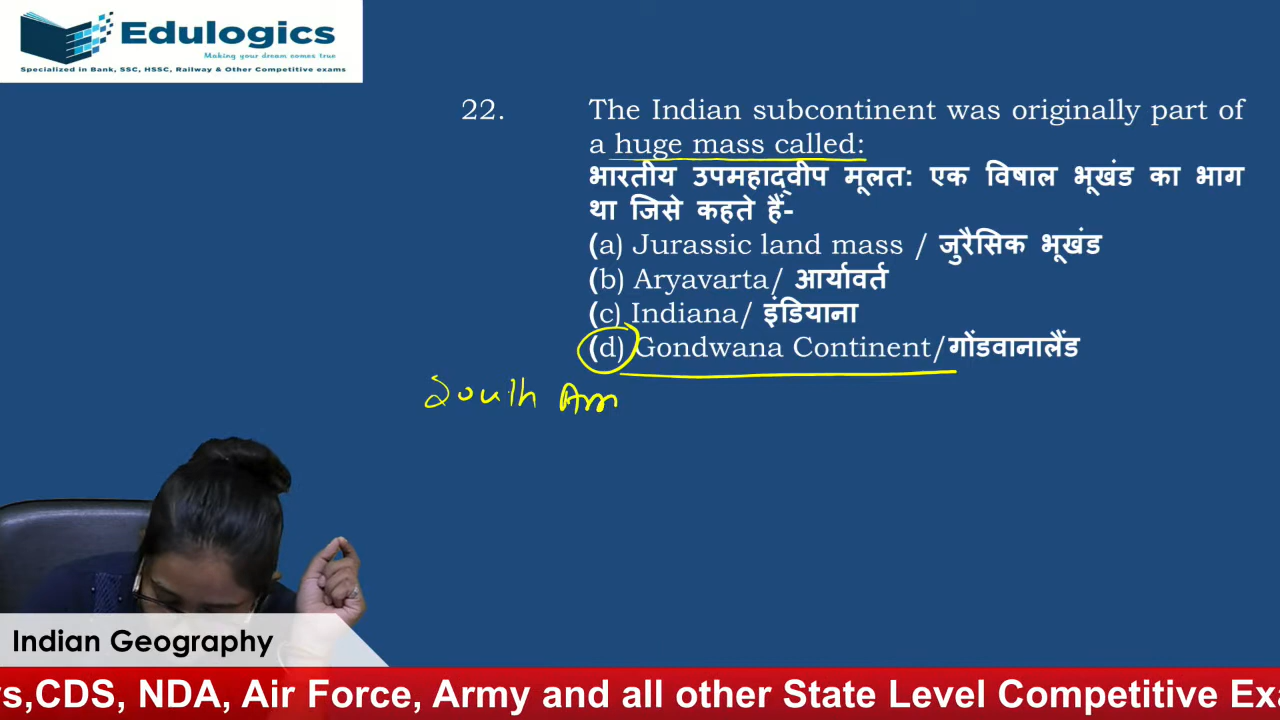 Edulogics
Making your dream comes true
Specialized in Bank, SSC, HSSC, Railway & Other Competitive exams
22. The Indian subcontinent was originally part of
a huge mass called:
भारतीय उपमहाद्वीप मूलत: एक विषाल भूखंड का भाग
था जिसे कहते हैं-
(a) Jurassic land mass / जुरैसिक भूखंड
(b) Aryavarta/ आर्यावर्त
(c) Indiana/ इंडियाना
(d) Gondwana Continent/गोंडवानालैंड
South Am
Indian Geography
s,CDS, NDA, Air Force, Army and all other State Level Competitive Exa